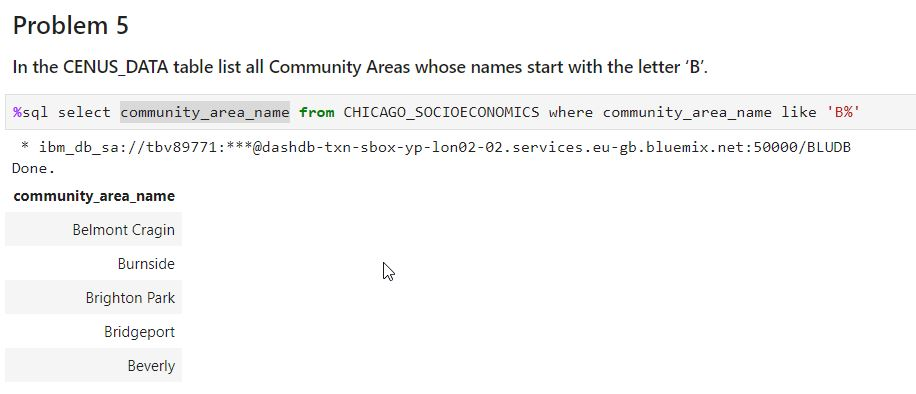 Problem 5
In the CENUS_DATA table list all Community Areas whose names start with the letter ‘B’.
%sql select community_area_name from CHICAGO_SOCIOECONOMICS where community_area_name like 'B%'
* ibm_db_sa://tbv89771:***@dashdb-txn-sbox-yp-lon02-02.services.eu-gb.bluemix.net:50000/BLUDB
Done.
community_area_name
Belmont Cragin
Burnside
Brighton Park
Bridgeport
Beverly